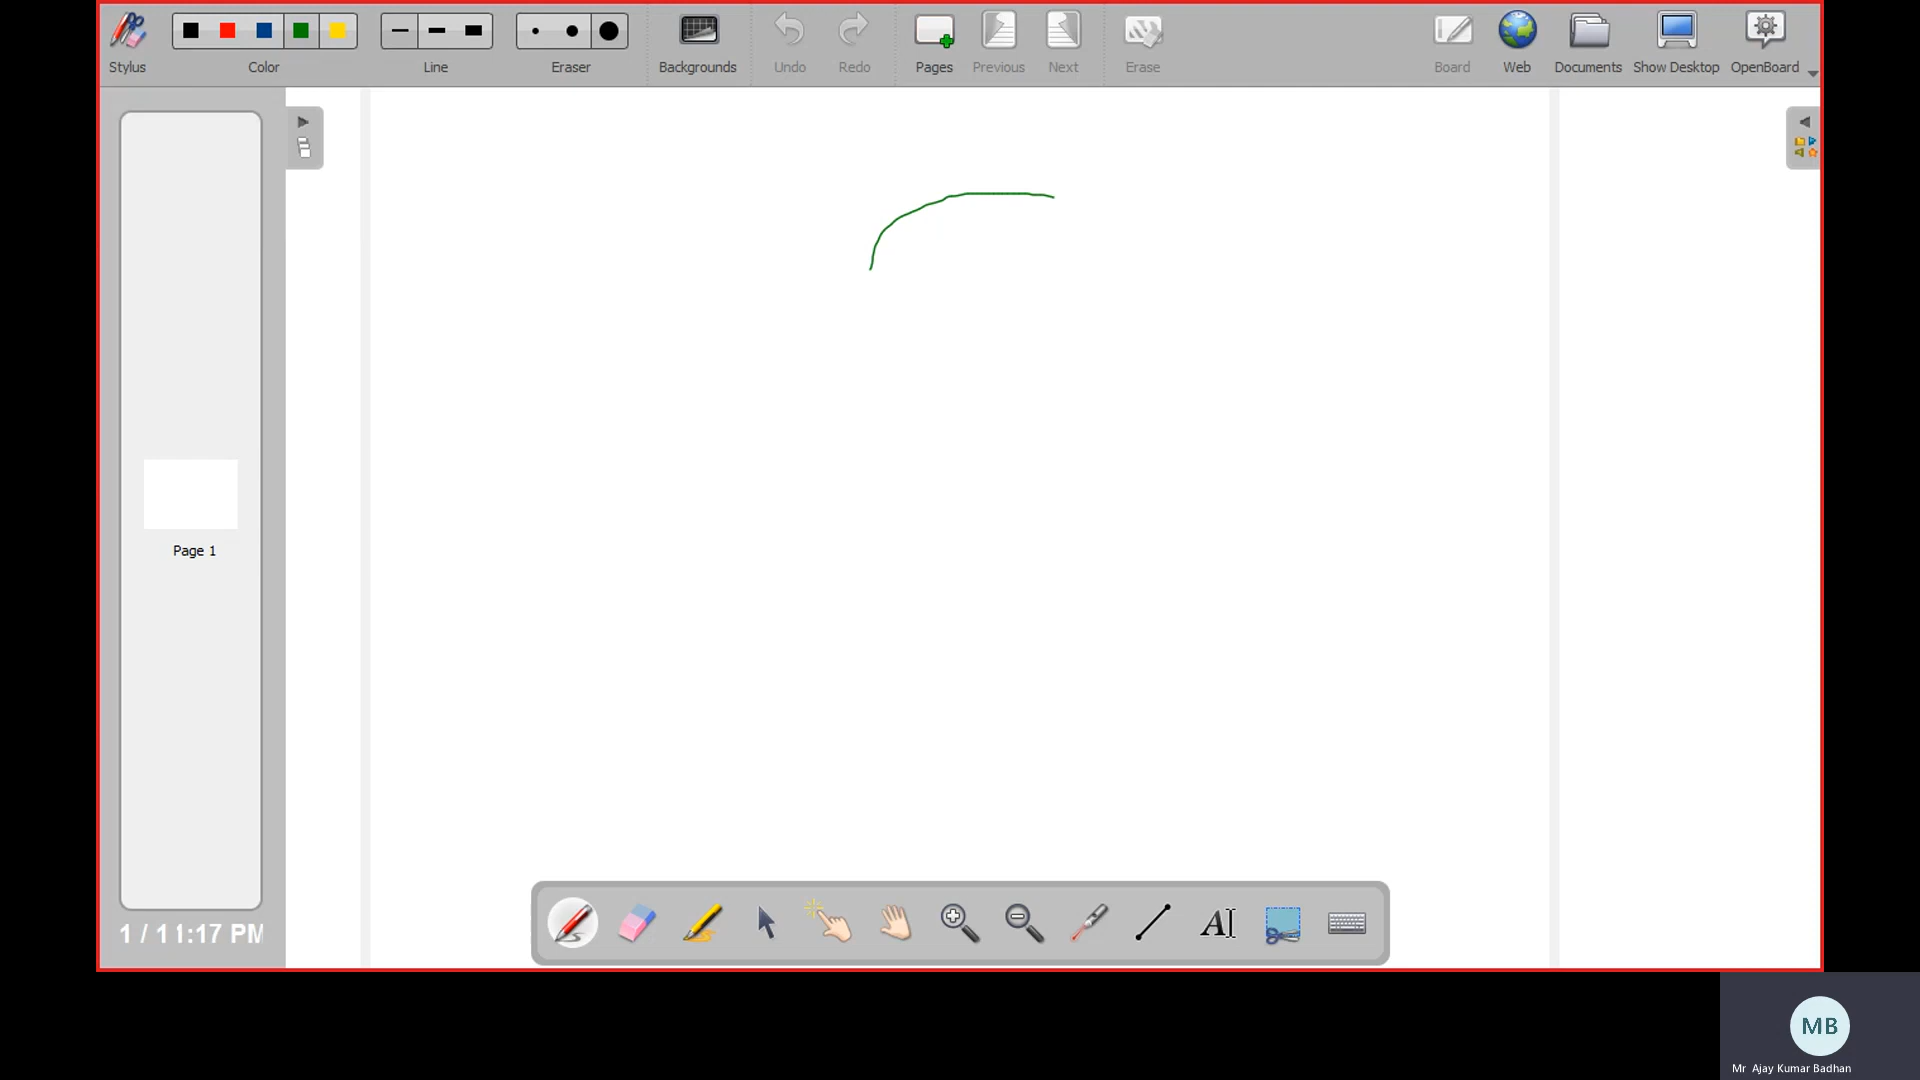 Stylus
Color
Line
Eraser
Backgrounds
Undo
Redo
Pages
Previous
Next
Erase
Board
Web
Documents
Show Desktop
OpenBoard
Page 1
1 / 1
1:17 PM
MB
Mr Ajay Kumar Badhan